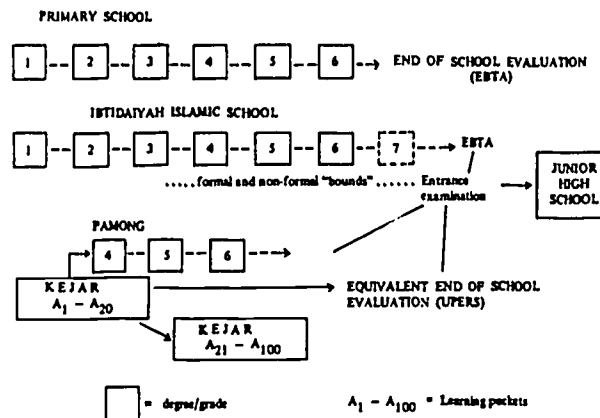 PRIMARY SCHOOL
1 2 3 4 5 6 END OF SCHOOL EVALUATION
(EBTA)
IBTIDAIYAH ISLAMIC SCHOOL
1 2 3 4 5 6 7 EBTA
..... formal and non-formal "bounds" ...... Entrance
examination
JUNIOR
HIGH
SCHOOL
PAMONG
4 5 6
KEJAR
A1 – A20
EQUIVALENT END OF SCHOOL
EVALUATION (UPERS)
KEJAR
A21 – A100
= degree/grade
A1 – A100 = Learning packets